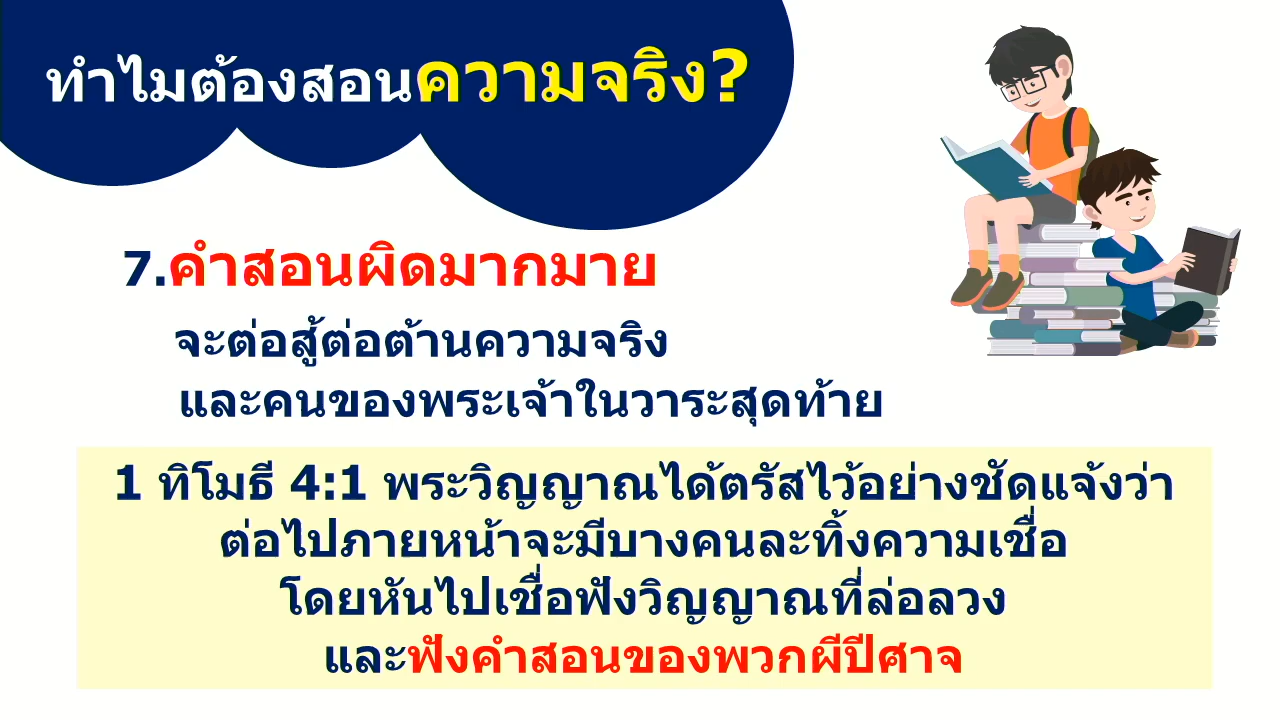 ทำไมต้องสอนความจริง?
7.คำสอนผิดมากมาย
จะต่อสู้ต่อต้านความจริง
และคนของพระเจ้าในวาระสุดท้าย
1 ทิโมธี 4:1 พระวิญญาณได้ตรัสไว้อย่างชัดแจ้งว่า
ต่อไปภายหน้าจะมีบางคนละทิ้งความเชื่อ
โดยหันไปเชื่อฟังวิญญาณที่ล่อลวง
และฟังคำสอนของพวกผีปีศาจ